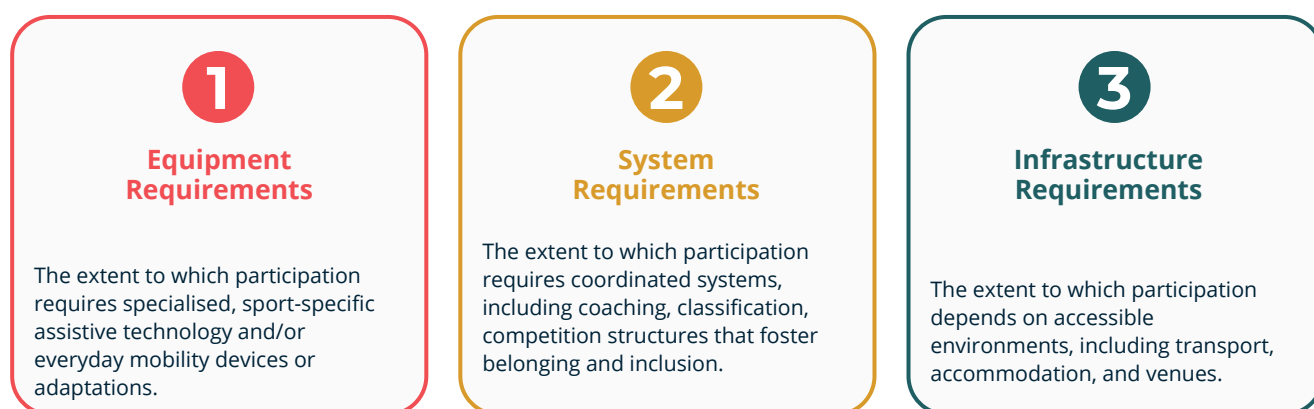 1
Equipment
Requirements
The extent to which participation
requires specialised, sport-specific
assistive technology and/or
everyday mobility devices or
adaptations.
2
System
Requirements
The extent to which participation
requires coordinated systems,
including coaching, classification,
competition structures that foster
belonging and inclusion.
3
Infrastructure
Requirements
The extent to which participation
depends on accessible
environments, including transport,
accommodation, and venues.